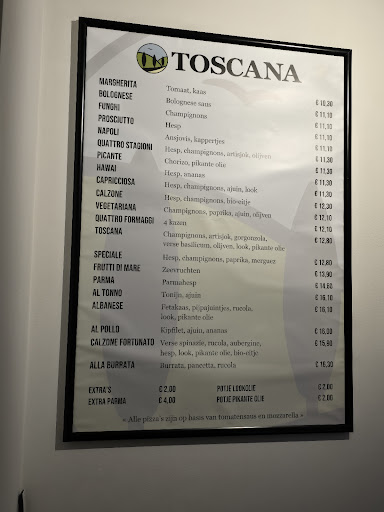 TOSCANA
MARGHERITA Tomaat, kaas € 10,30
BOLOGNESE Bolognese saus € 11,10
FUNGHI Champignons € 11,10
PROSCIUTTO Hesp € 11,10
NAPOLI Ansjovis, kappertjes € 11,10
QUATTRO STAGIONI Hesp, champignons, artisjok, olijven € 11,30
PICANTE Chorizo, pikante olie € 11,30
HAWAI Hesp, ananas € 11,30
CAPRICCIOSA Hesp, champignons, ajuin, look € 11,30
CALZONE Hesp, champignons, bio-eitje € 12,30
VEGETARIANA Champignons, paprika, ajuin, olijven € 12,10
QUATTRO FORMAGGI 4 kazen € 12,10
TOSCANA Champignons, artisjok, gorgonzola, € 12,80
verse basilicum, olijven, look, pikante olie
SPECIALE Hesp, champignons, paprika, merguez € 12,80
FRUTTI DI MARE Zeevruchten € 13,90
PARMA Parmahesp € 14,60
AL TONNO Tonijn, ajuin € 16,10
ALBANESE Fetakaas, pijpajuintjes, rucola, € 16,10
look, pikante olie
AL POLLO Kipfilet, ajuin, ananas
CALZONE FORTUNATO Verse spinazie, rucola, aubergine, € 15,80
hesp, look, pikante olie, bio-eitje
ALLA BURRATA Burrata, pancetta, rucola € 16,30
EXTRA'S € 2,00 POTJE LOOKOLIE € 2,00
EXTRA PARMA € 4,00 POTJE PIKANTE OLIE € 2,00
« Alle pizza's zijn op basis van tomatensaus en mozzarella »